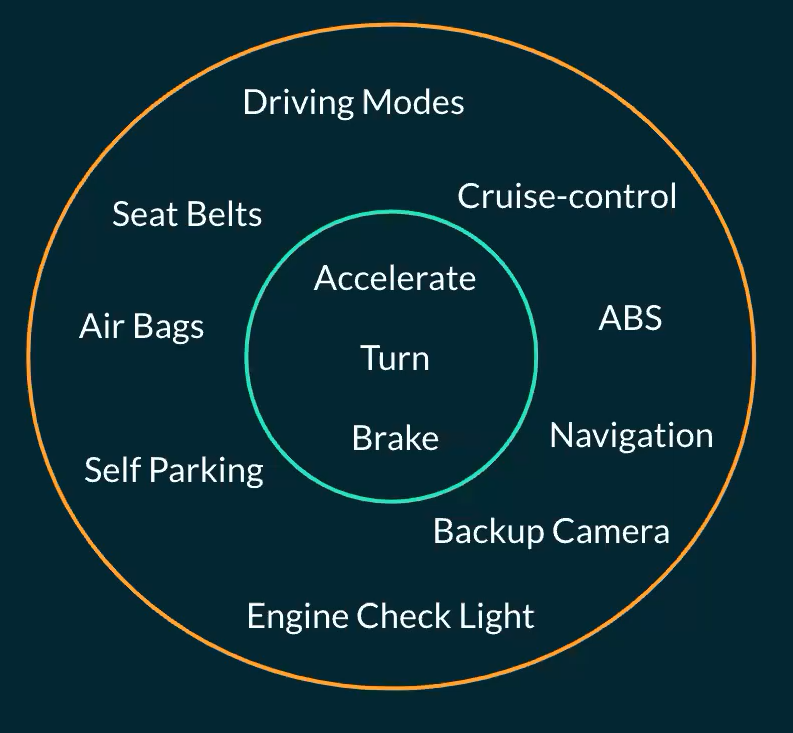 Driving Modes
Cruise-control
Seat Belts
Accelerate
ABS
Air Bags
Turn
Navigation
Brake
Self Parking
Backup Camera
Engine Check Light